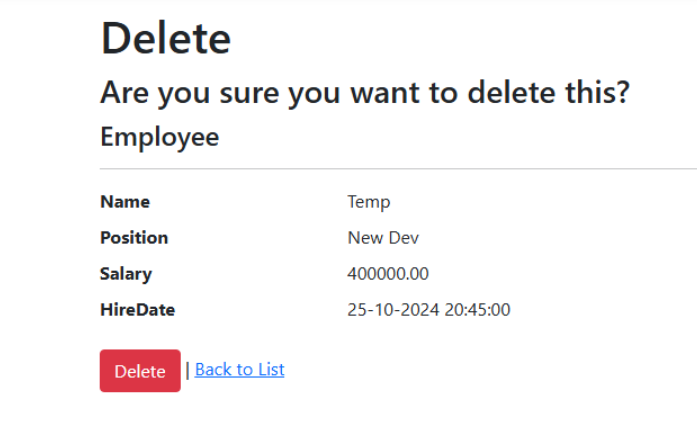 Delete
Are you sure you want to delete this?
Employee
Name Temp
Position New Dev
Salary 400000.00
HireDate 25-10-2024 20:45:00
Delete | Back to List